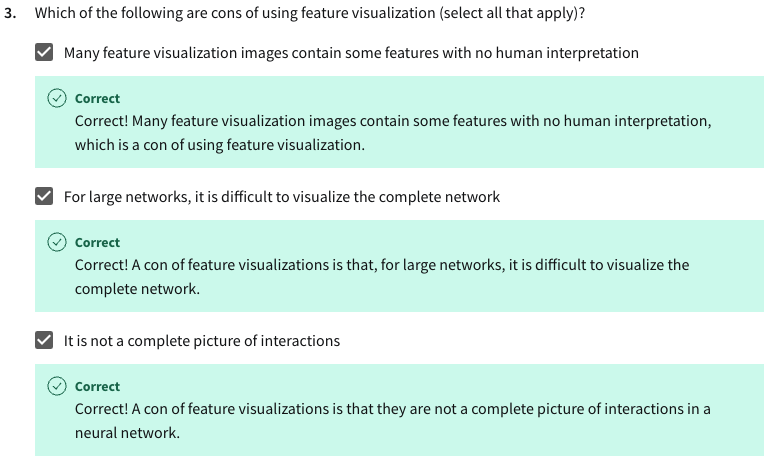 3. Which of the following are cons of using feature visualization (select all that apply)?
Many feature visualization images contain some features with no human interpretation
Correct
Correct! Many feature visualization images contain some features with no human interpretation,
which is a con of using feature visualization.
For large networks, it is difficult to visualize the complete network
Correct
Correct! A con of feature visualizations is that, for large networks, it is difficult to visualize the
complete network.
It is not a complete picture of interactions
Correct
Correct! A con of feature visualizations is that they are not a complete picture of interactions in a
neural network.